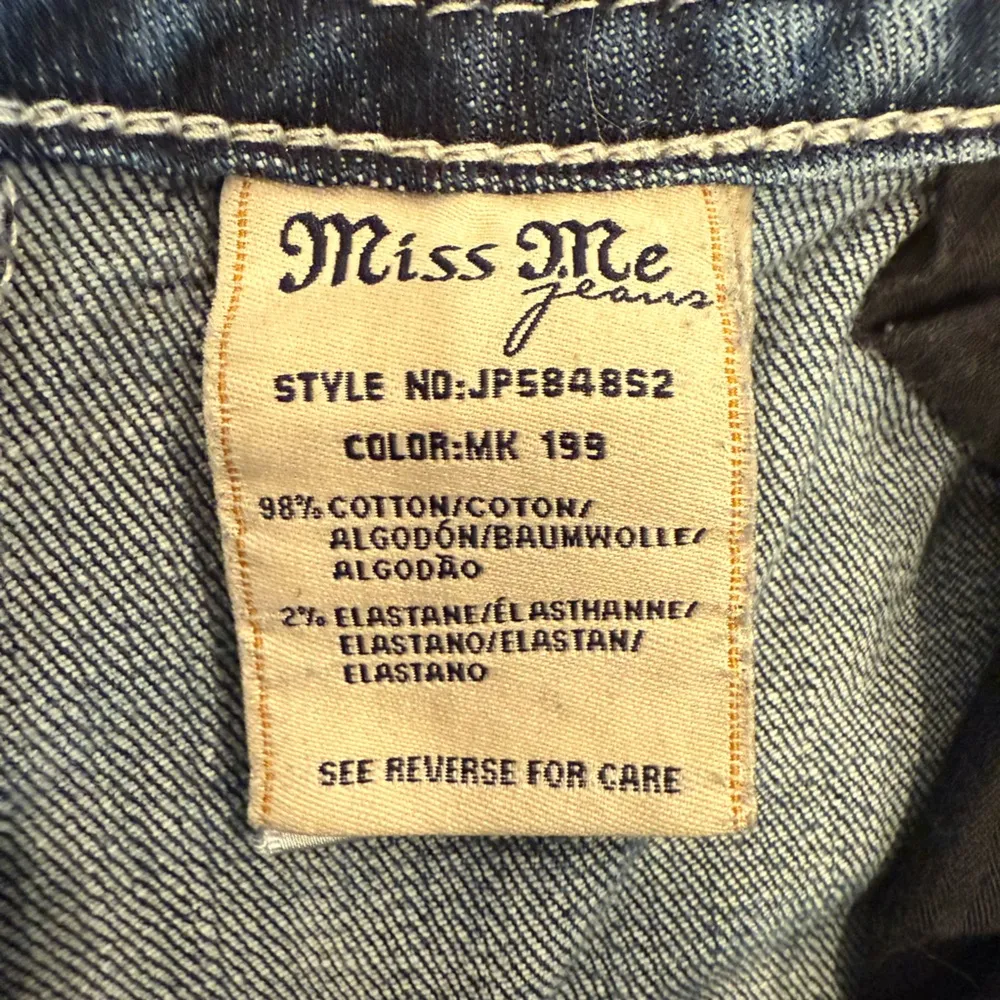 Miss Me
jeans
STYLE NO:JP5848S2
COLOR:MK 199
98% COTTON/COTON/
ALGODÓN/BAUMWOLLE/
ALGODÃO
2% ELASTANE/ÉLASTHANNE/
ELASTANO/ELASTAN/
ELASTANO
SEE REVERSE FOR CARE